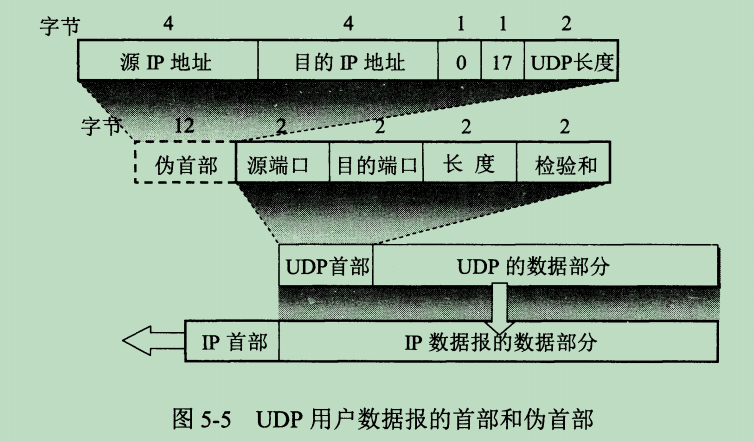 字节 4 4 1 1 2
源 IP 地址 目的 IP 地址 0 17 UDP长度
字节 12 2 2 2 2
伪首部 源端口 目的端口 长 度 检验和
UDP首部 UDP 的数据部分
IP 首部 IP 数据报的数据部分
图 5-5 UDP 用户数据报的首部和伪首部